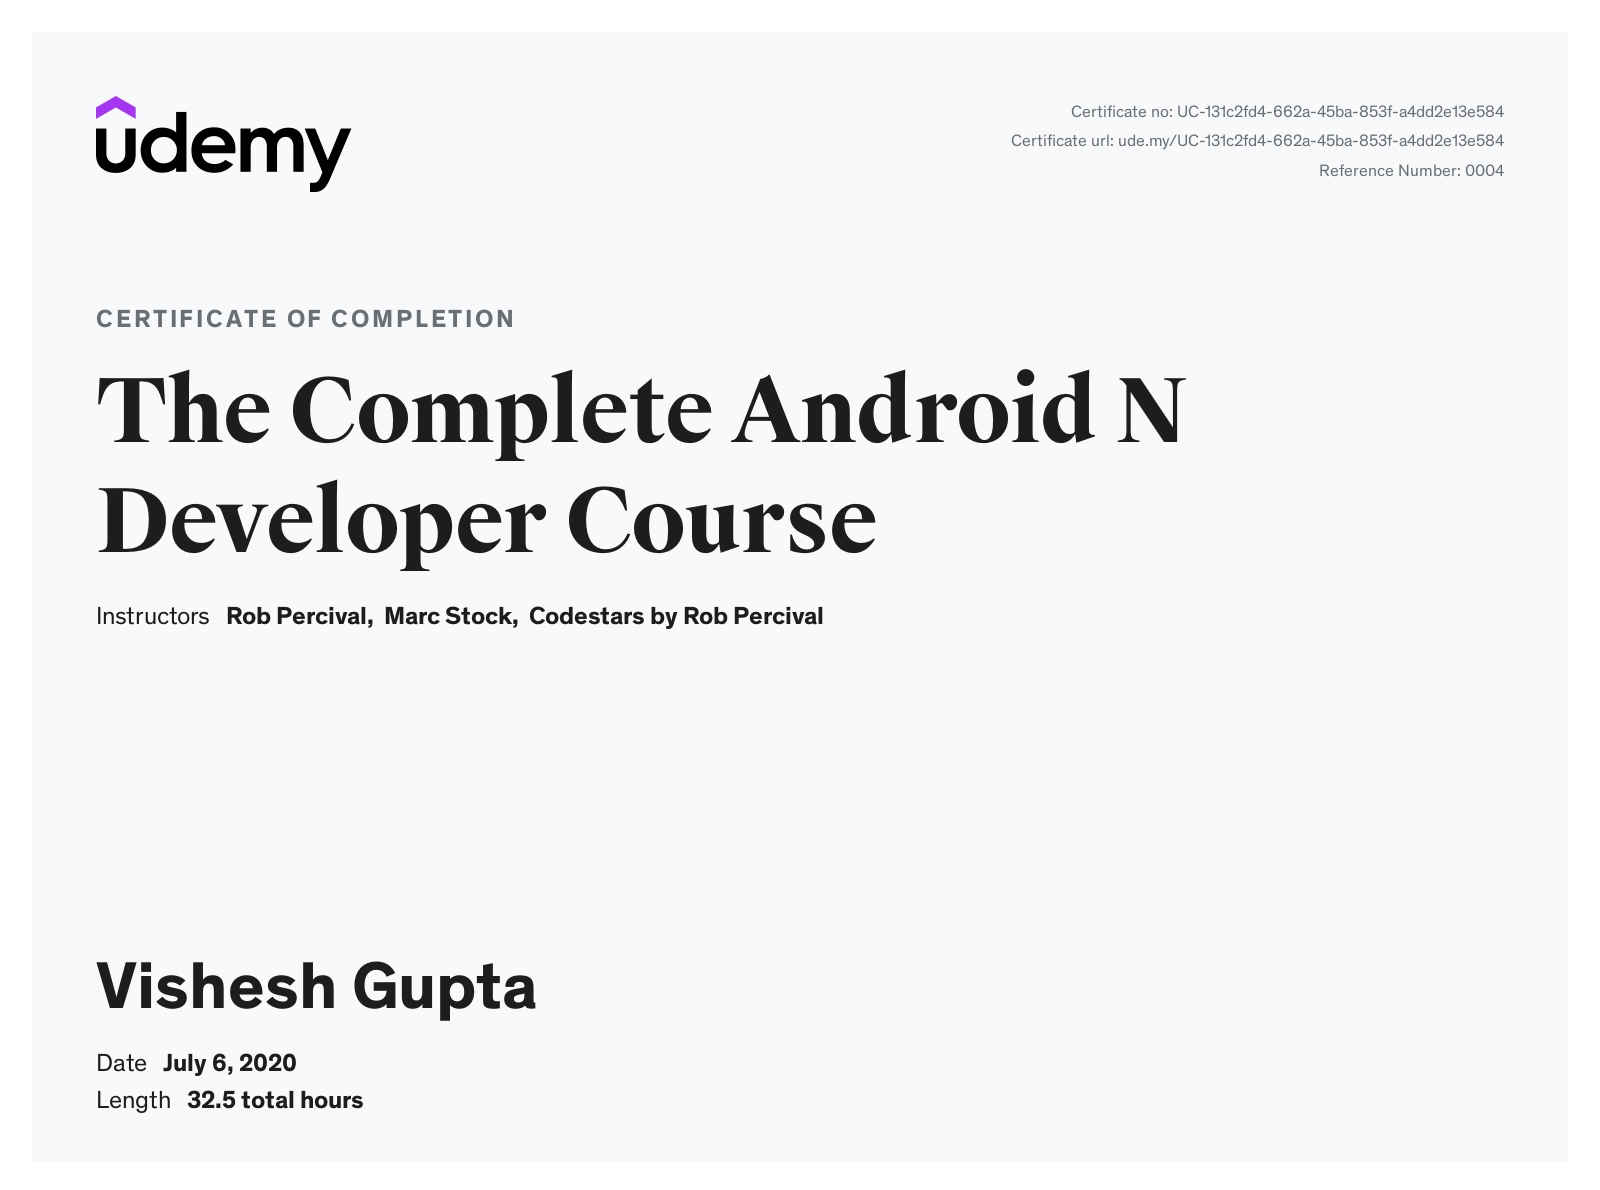 udemy
Certificate no: UC-131c2fd4-662a-45ba-853f-a4dd2e13e584
Certificate url: ude.my/UC-131c2fd4-662a-45ba-853f-a4dd2e13e584
Reference Number: 0004
CERTIFICATE OF COMPLETION
The Complete Android N
Developer Course
Instructors Rob Percival, Marc Stock, Codestars by Rob Percival
Vishesh Gupta
Date July 6, 2020
Length 32.5 total hours